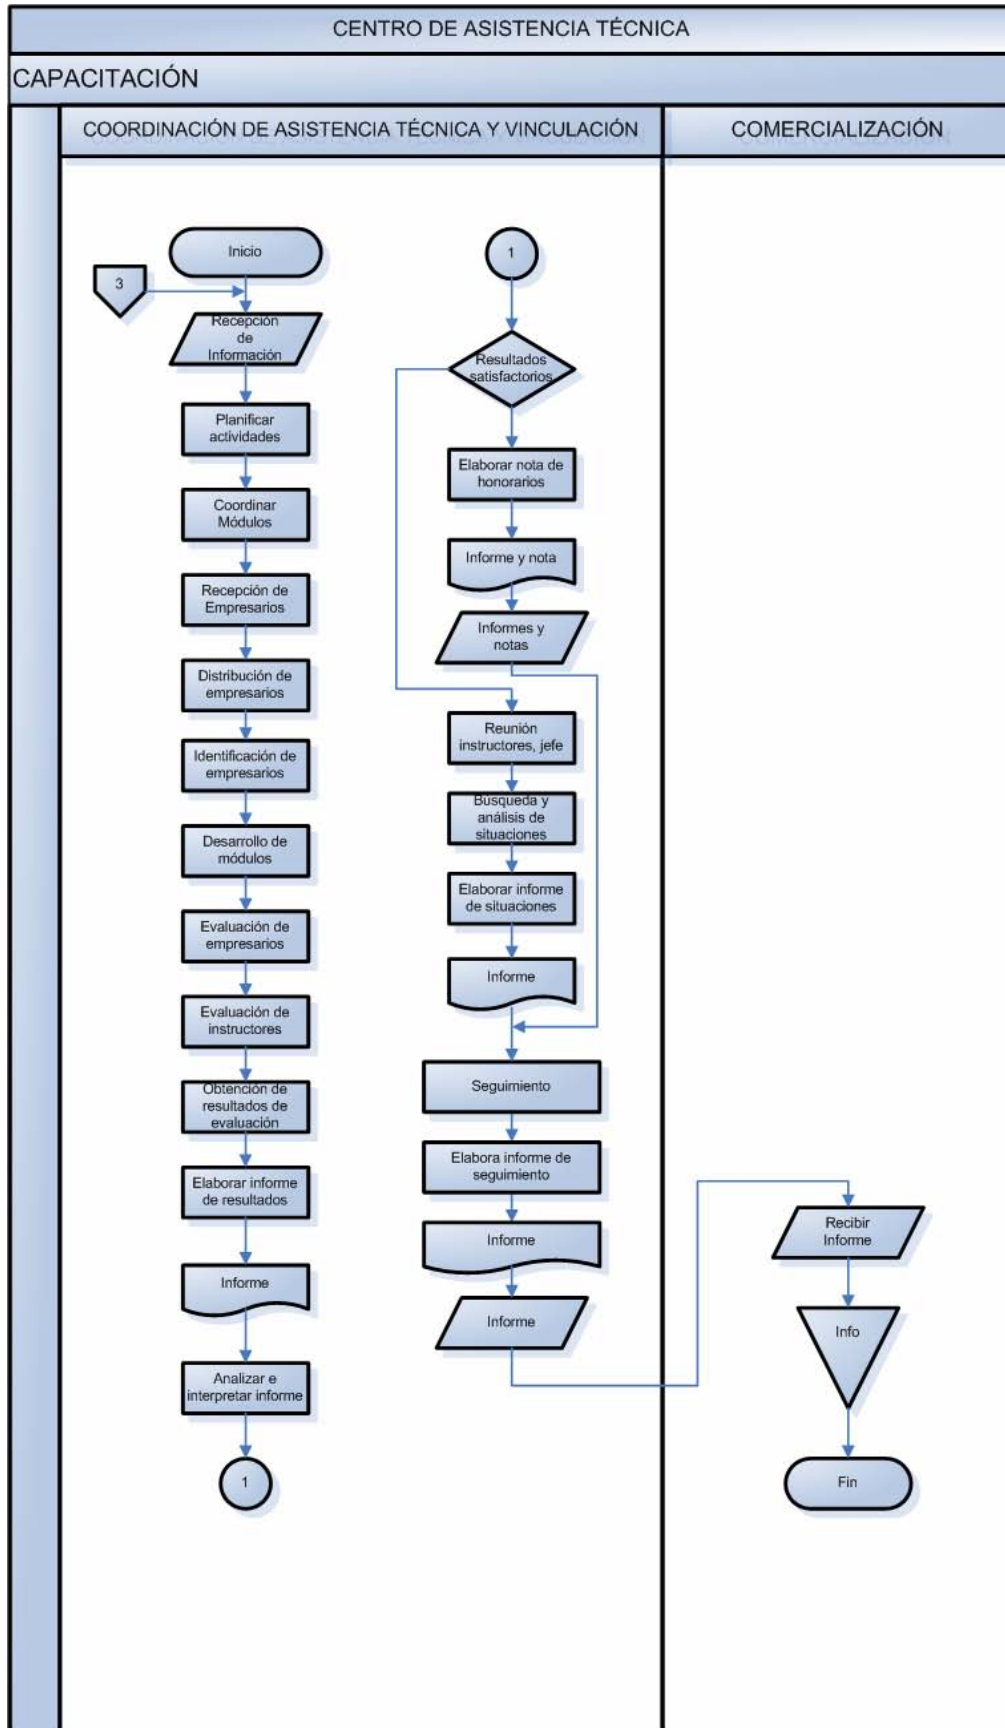 CENTRO DE ASISTENCIA TÉCNICA
CAPACITACIÓN
COORDINACIÓN DE ASISTENCIA TÉCNICA Y VINCULACIÓN
COMERCIALIZACIÓN
Inicio
3
Recepción
de
Información
Planificar
actividades
Coordinar
Módulos
Recepción de
Empresarios
Distribución de
empresarios
Identificación de
empresarios
Desarrollo de
módulos
Evaluación de
empresarios
Evaluación de
instructores
Obtención de
resultados de
evaluación
Elaborar informe
de resultados
Informe
Analizar e
interpretar informe
1
1
Resultados
satisfactorios
Elaborar nota de
honorarios
Informe y nota
Informes y
notas
Reunión
instructores, jefe
Búsqueda y
análisis de
situaciones
Elaborar informe
de situaciones
Informe
Seguimiento
Elabora informe de
seguimiento
Informe
Informe
Recibir
Informe
Info
Fin